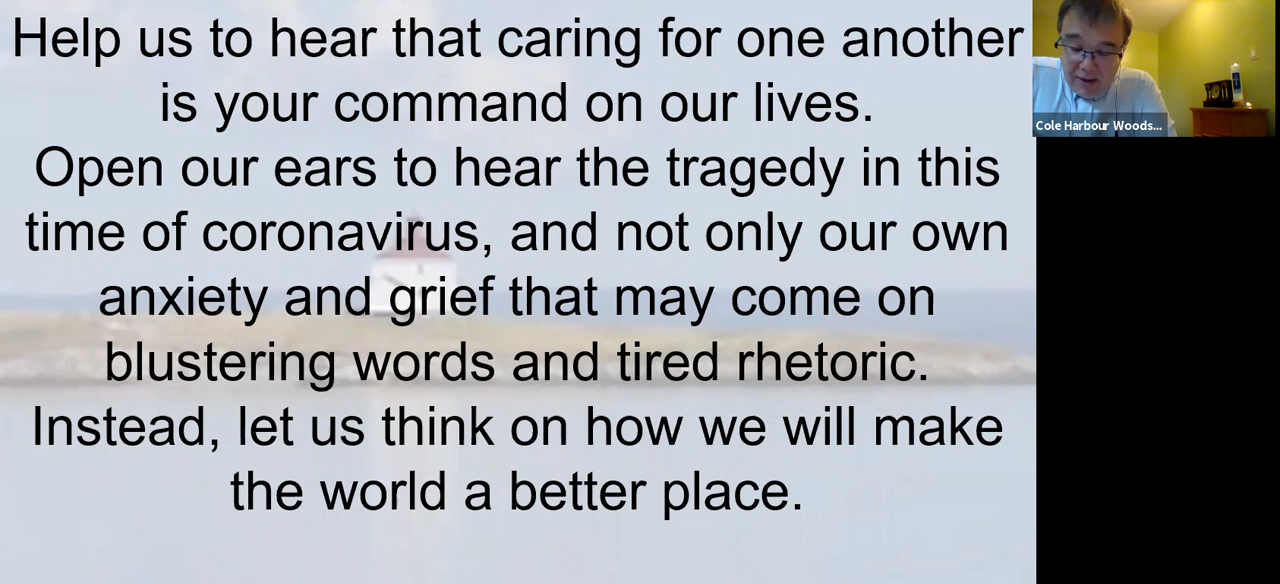 Help us to hear that caring for one another
is your command on our lives.
Open our ears to hear the tragedy in this
time of coronavirus, and not only our own
anxiety and grief that may come on
blustering words and tired rhetoric.
Instead, let us think on how we will make
the world a better place.
Cole Harbour Woods...